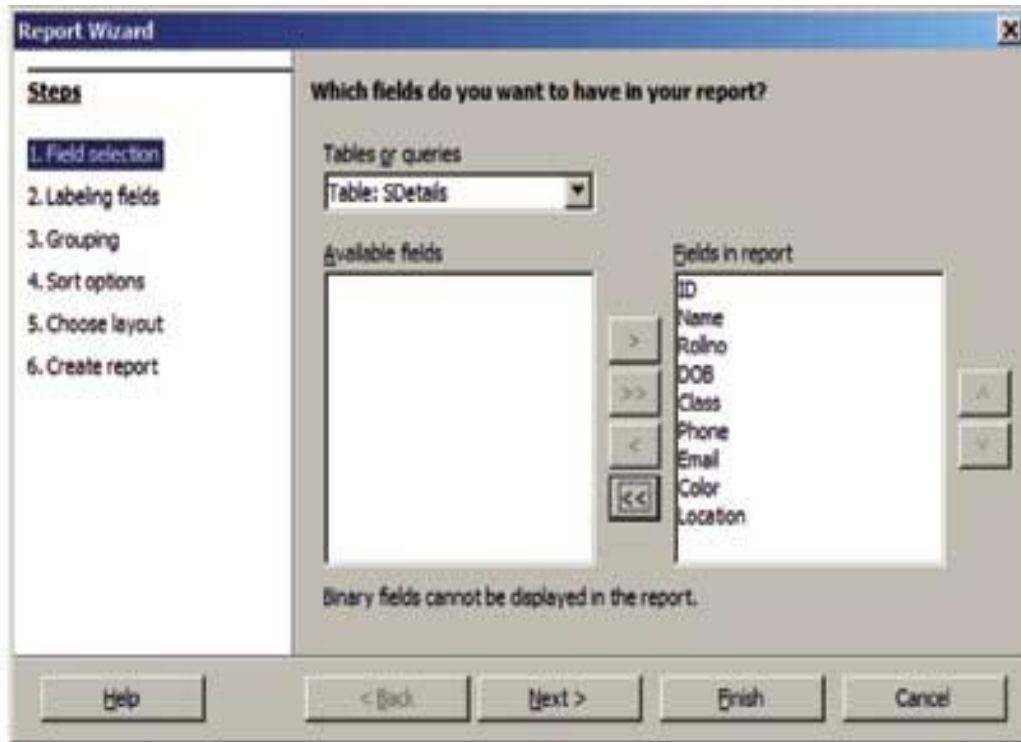 Report Wizard
Steps
1. Field selection
2. Labeling fields
3. Grouping
4. Sort options
5. Choose layout
6. Create report
Which fields do you want to have in your report?
Tables or queries
Table: SDetails
Available fields
Fields in report
ID
Name
Rollno
DOB
Class
Phone
Email
Color
Location
>
>>
<
<<
^
v
Binary fields cannot be displayed in the report.
Help
< Back
Next >
Finish
Cancel